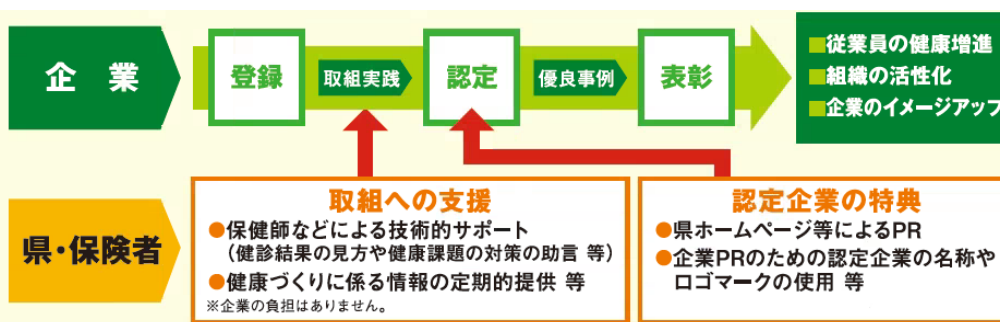 企業
登録
取組実践
認定
優良事例
表彰
■従業員の健康増進
■組織の活性化
■企業のイメージアップ
県・保険者
取組への支援
●保健師などによる技術的サポート
(健診結果の見方や健康課題の対策の助言 等)
●健康づくりに係る情報の定期的提供 等
※企業の負担はありません。
認定企業の特典
●県ホームページ等によるPR
●企業PRのための認定企業の名称や
ロゴマークの使用 等